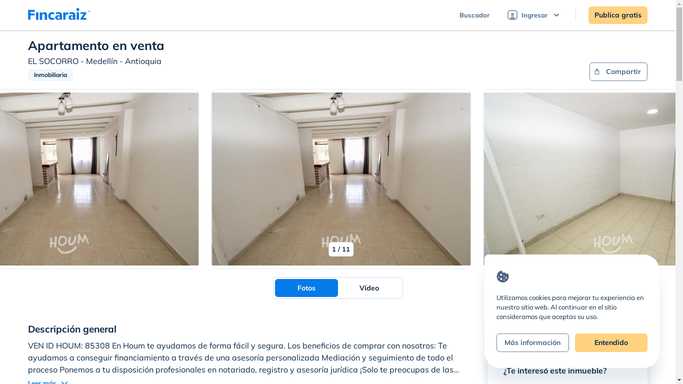 Fincaraiz
Buscador
Ingresar
Publica gratis
Apartamento en venta
EL SOCORRO - Medellín - Antioquia
Inmobiliaria
Compartir
HOUM
HOUM
HOUM
1 / 11
Fotos
Video
Utilizamos cookies para mejorar tu experiencia en
nuestro sitio web. Al continuar en el sitio
consideramos que aceptas su uso.
Más información
Entendido
Descripción general
VEN ID HOUM: 85308 En Houm te ayudamos de forma fácil y segura. Los beneficios de comprar con nosotros: Te
ayudamos a conseguir financiamiento a través de una asesoría personalizada Mediación y seguimiento de todo el
proceso Ponemos a tu disposición profesionales en notariado, registro y asesoría jurídica ¡Solo te preocupas de las...
Leer más
¿Te interesó este inmueble?